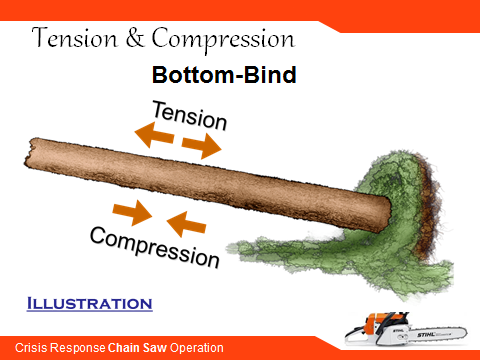 Tension & Compression
Bottom-Bind
Tension
Compression
Illustration
STIHL
Crisis Response Chain Saw Operation